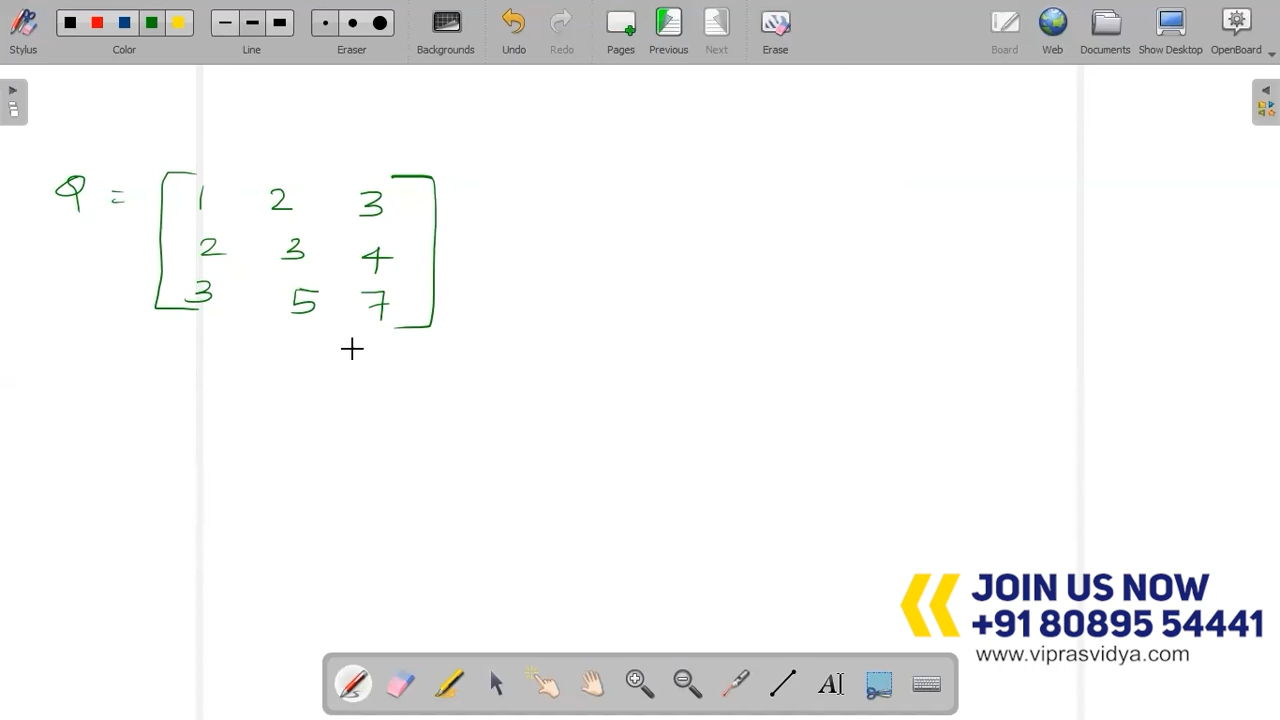 Stylus
Color
Line
Eraser
Backgrounds
Undo
Redo
Pages
Previous
Next
Erase
Board
Web
Documents
Show Desktop
OpenBoard
Q = [ 1 2 3
2 3 4
3 5 7 ]
JOIN US NOW
+91 80895 54441
www.viprasvidya.com
AI